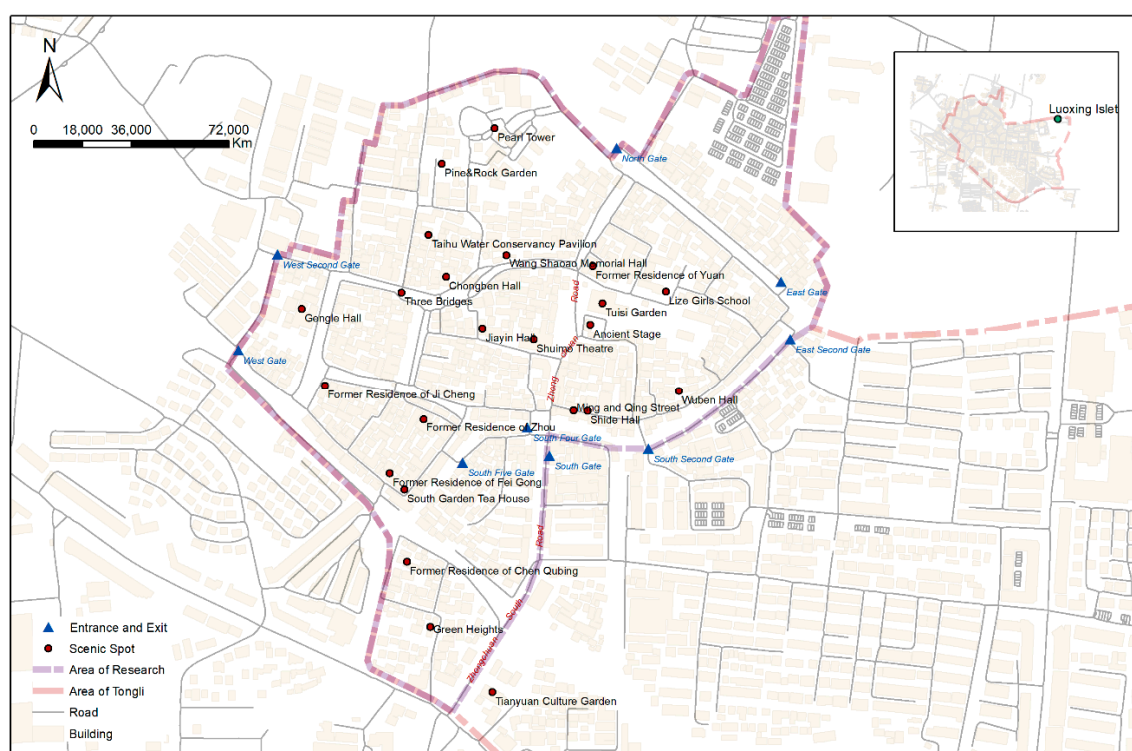 N
0 18,000 36,000 72,000
Km
Luoxing Islet
Pearl Tower
North Gate
Pine&Rock Garden
Taihu Water Conservancy Pavilion
Wang Shaoao Memorial Hall
West Second Gate
Former Residence of Yuan
Chongben Hall
East Gate
Three Bridges
Road
Lize Girls School
Gengle Hall
Tuisi Garden
Jiayin Hall
Ancient Stage
Shuimo Theatre
East Second Gate
West Gate
Former Residence of Ji Cheng
Zhong
Wuben Hall
Ming and Qing Street
Shide Hall
Former Residence of Zhou
South Four Gate
South Five Gate
South Gate
South Second Gate
Former Residence of Fei Gong
South Garden Tea House
Road
Former Residence of Chen Qubing
South
Green Heights
Tianyuan Culture Garden
Entrance and Exit
Scenic Spot
Area of Research
Area of Tongli
Road
Building